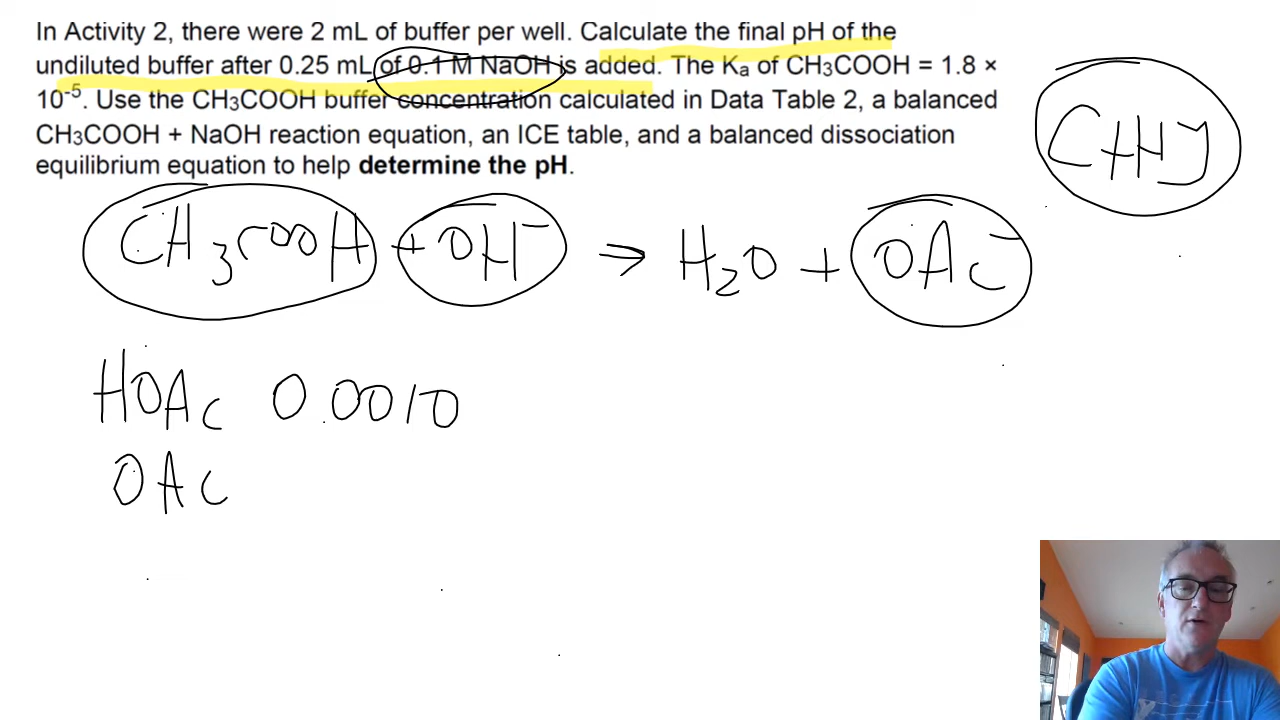 In Activity 2, there were 2 mL of buffer per well. Calculate the final pH of the
undiluted buffer after 0.25 mL of 0.1 M NaOH is added. The Ka of CH₃COOH = 1.8 ×
10⁻⁵. Use the CH₃COOH buffer concentration calculated in Data Table 2, a balanced
CH₃COOH + NaOH reaction equation, an ICE table, and a balanced dissociation
equilibrium equation to help determine the pH.
CH₃COOH + OH⁻ → H₂O + OAc⁻
HOAc 0.0010
OAc